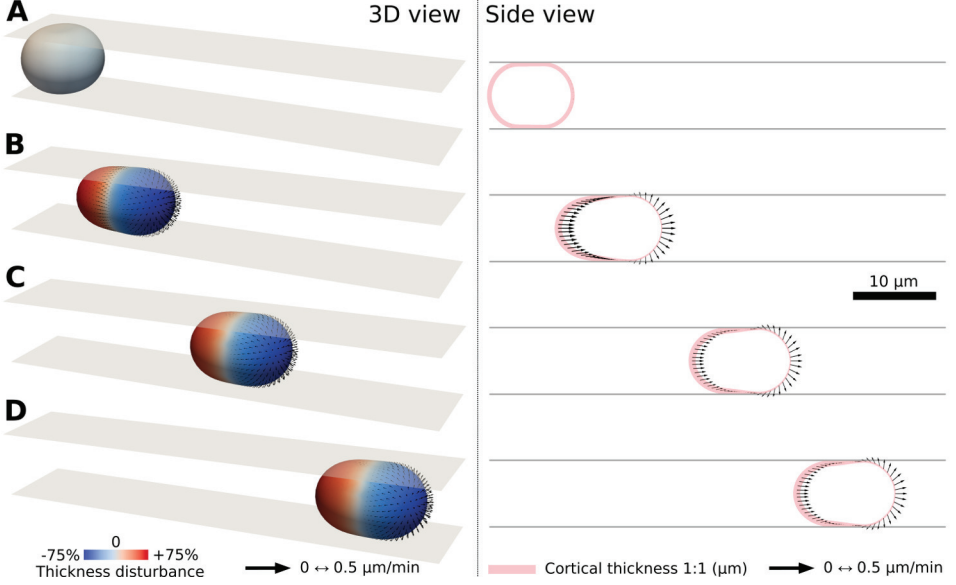 A
3D view
Side view
B
C
10 µm
D
0
-75%
+75%
Thickness disturbance
0 ↔ 0.5 µm/min
Cortical thickness 1:1 (µm)
0 ↔ 0.5 µm/min